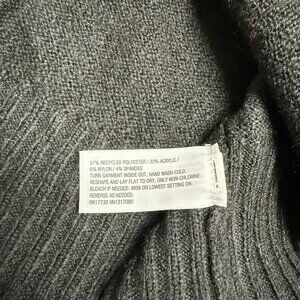 57% RECYCLED POLYESTER / 33% ACRYLIC /
6% NYLON / 4% SPANDEX
TURN GARMENT INSIDE OUT. HAND WASH COLD.
RESHAPE AND LAY FLAT TO DRY. ONLY NON-CHLORINE
BLEACH IF NEEDED. IRON ON LOWEST SETTING ON
REVERSE AS NEEDED.
RN17730 VN1317080